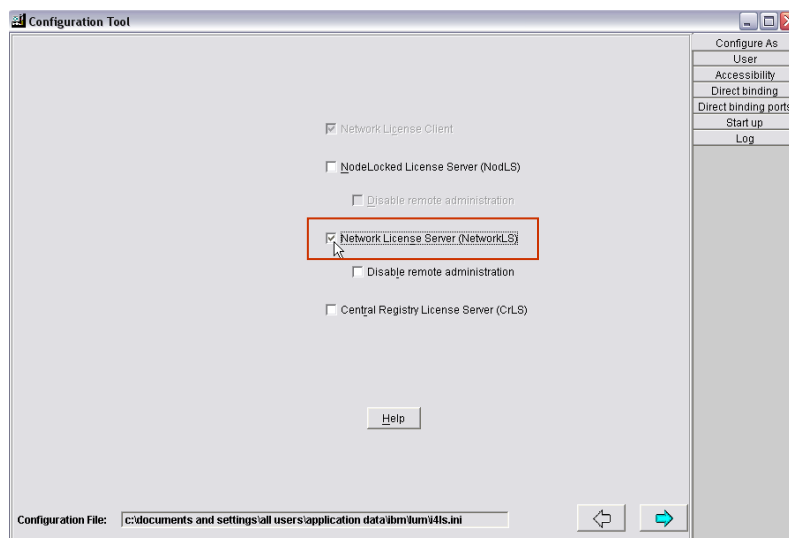 Configuration Tool
Configure As
User
Accessibility
Direct binding
Direct binding ports
Start up
Log
Network License Client
NodeLocked License Server (NodLS)
Disable remote administration
Network License Server (NetworkLS)
Disable remote administration
Central Registry License Server (CrLS)
Help
Configuration File: c:\documents and settings\all users\application data\ibm\lum\i4ls.ini